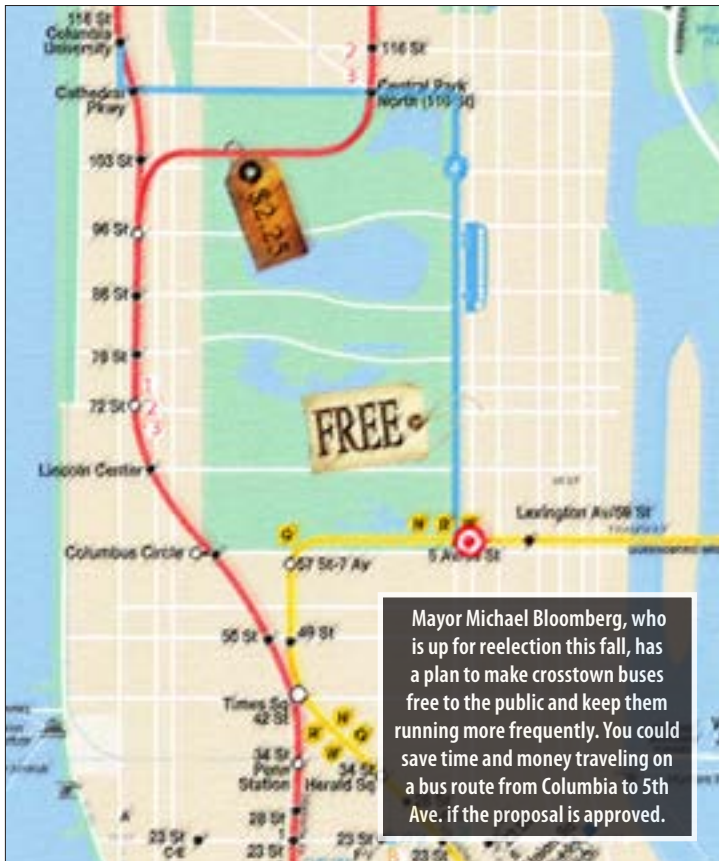 116 St
Columbia
University
2
116 St
3
Cathedral
Pkwy
Central Park
North (110 St)
103 St
4
$2.25
96 St
86 St
79 St
1
72 St
2
3
FREE
Lincoln Center
Lexington Av/59 St
N R W
Q
5 Av/59 St
Columbus Circle
57 St-7 Av
50 St
49 St
Times Sq
42 St
N
R
Q
W
34 St
Penn
Station
34 St
Herald Sq
28 St
1
23 St
A
23 St
C-E
23 St
F-V
23 St
Mayor Michael Bloomberg, who
is up for reelection this fall, has
a plan to make crosstown buses
free to the public and keep them
running more frequently. You could
save time and money traveling on
a bus route from Columbia to 5th
Ave. if the proposal is approved.